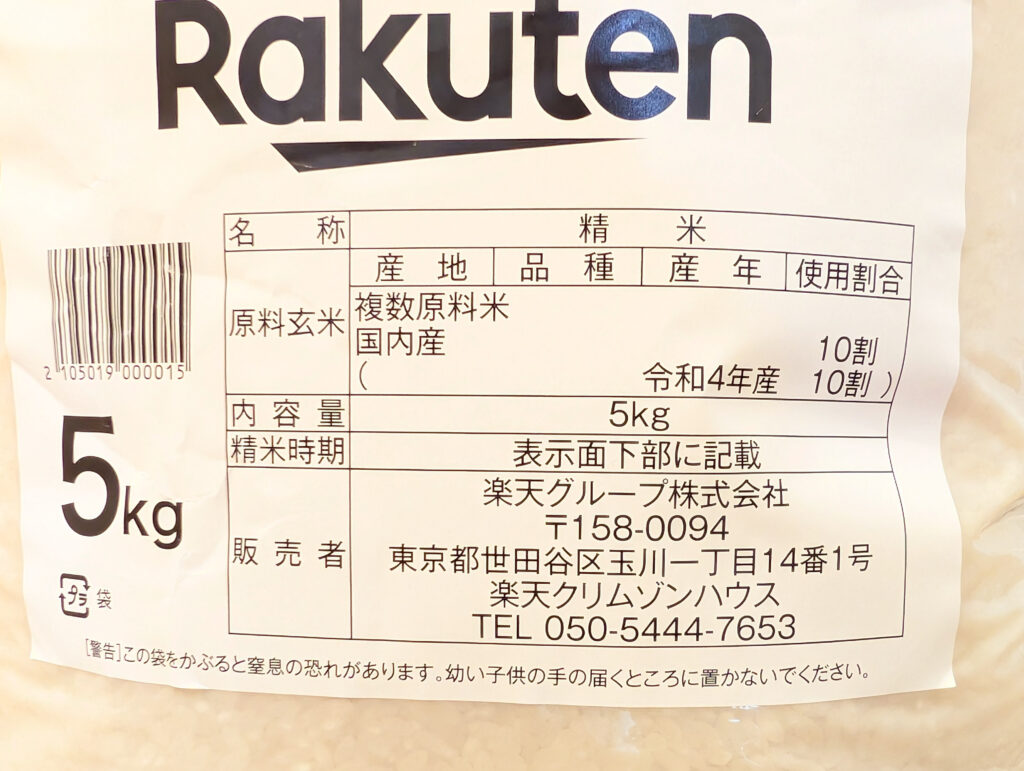 Rakuten
名称 精米
原料玄米 産地 品種 産年 使用割合
複数原料米
国内産 10割
( 令和4年産 10割 )
内容量 5kg
精米時期 表示面下部に記載
販売者 楽天グループ株式会社
〒158-0094
東京都世田谷区玉川一丁目14番1号
楽天クリムゾンハウス
TEL 050-5444-7653
2 105019 000015
5kg
プラ 袋
[警告]この袋をかぶると窒息の恐れがあります。幼い子供の手の届くところに置かないでください。